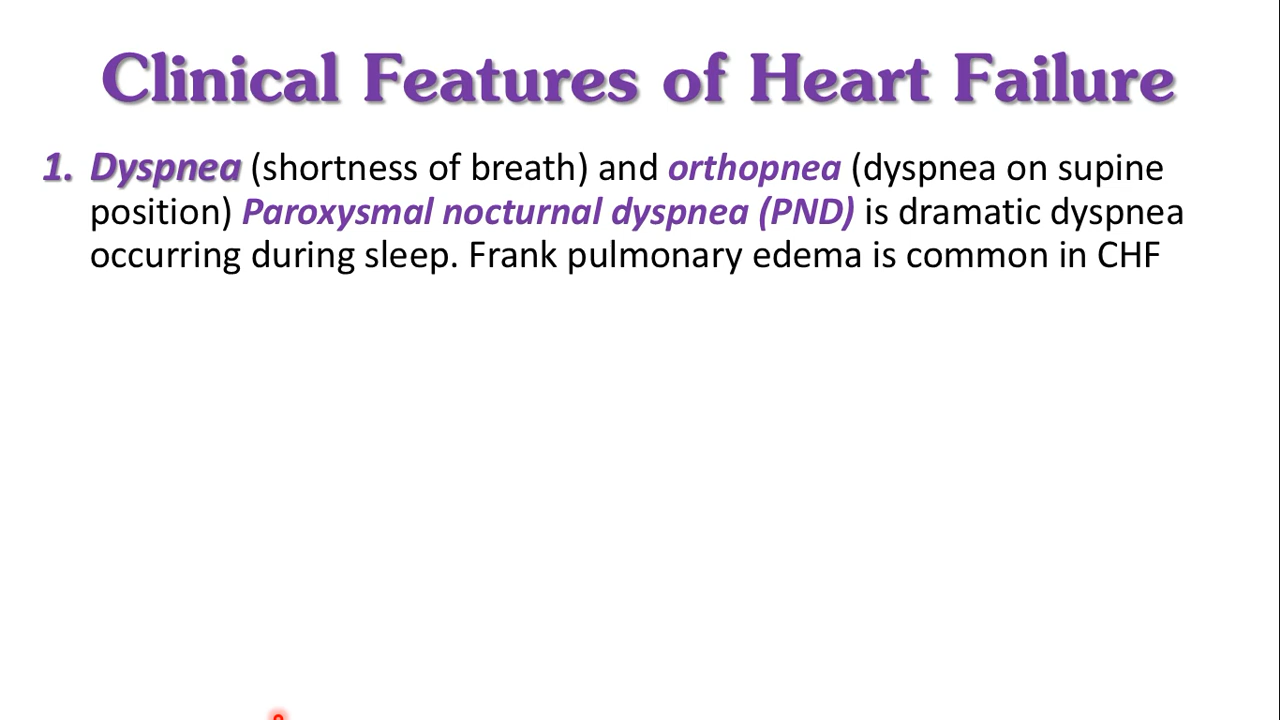 Clinical Features of Heart Failure
1. Dyspnea (shortness of breath) and orthopnea (dyspnea on supine
position) Paroxysmal nocturnal dyspnea (PND) is dramatic dyspnea
occurring during sleep. Frank pulmonary edema is common in CHF